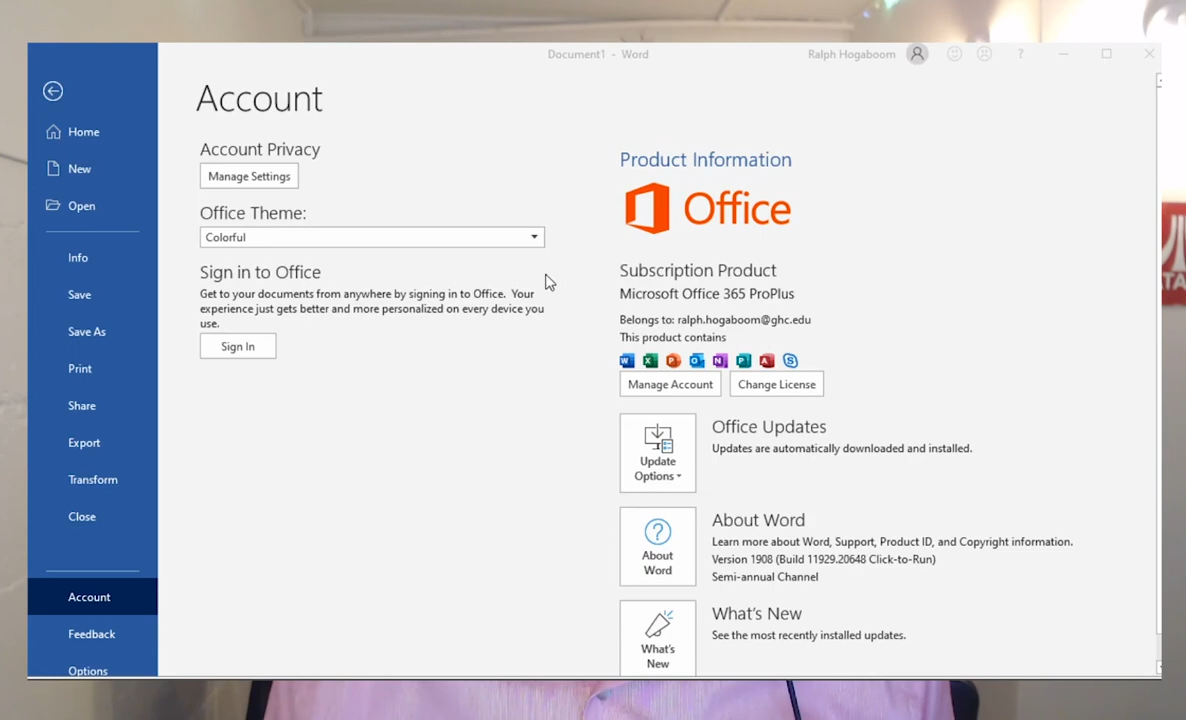 Document1 - Word
Ralph Hogaboom
?
Account
Home
New
Open
Info
Save
Save As
Print
Share
Export
Transform
Close
Account
Feedback
Options
Account Privacy
Manage Settings
Office Theme:
Colorful
Sign in to Office
Get to your documents from anywhere by signing in to Office. Your
experience just gets better and more personalized on every device you
use.
Sign In
Product Information
Office
Subscription Product
Microsoft Office 365 ProPlus
Belongs to: ralph.hogaboom@ghc.edu
This product contains
Manage Account
Change License
Update
Options
Office Updates
Updates are automatically downloaded and installed.
About
Word
About Word
Learn more about Word, Support, Product ID, and Copyright information.
Version 1908 (Build 11929.20648 Click-to-Run)
Semi-annual Channel
What's
New
What's New
See the most recently installed updates.